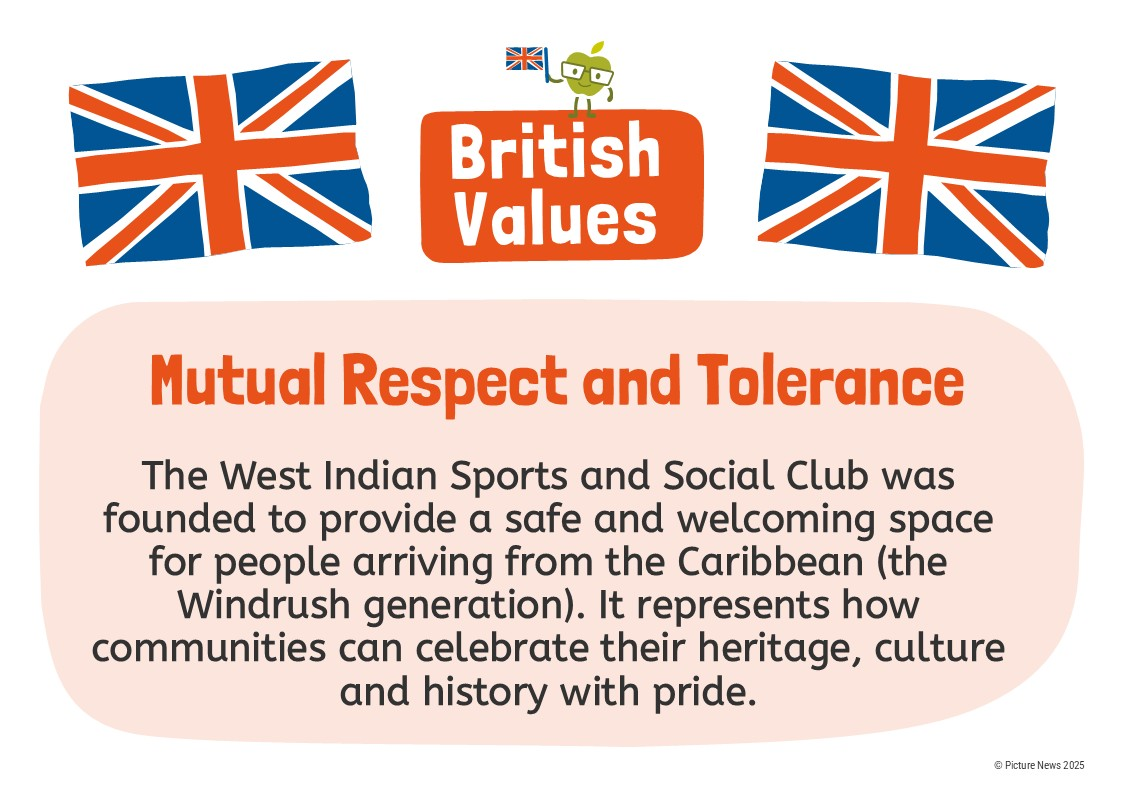 British
Values
Mutual Respect and Tolerance
The West Indian Sports and Social Club was
founded to provide a safe and welcoming space
for people arriving from the Caribbean (the
Windrush generation). It represents how
communities can celebrate their heritage, culture
and history with pride.
© Picture News 2025